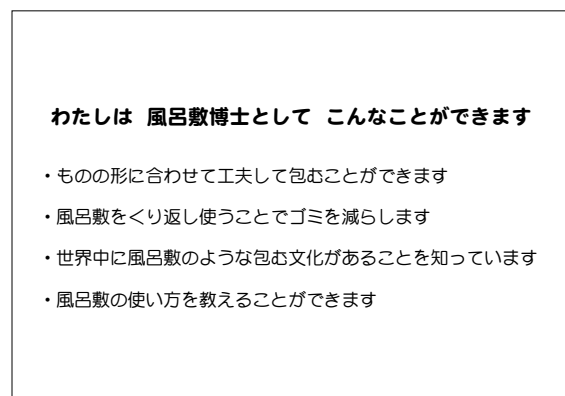 わたしは 風呂敷博士として こんなことができます
・ものの形に合わせて工夫して包むことができます
・風呂敷をくり返し使うことでゴミを減らします
・世界中に風呂敷のような包む文化があることを知っています
・風呂敷の使い方を教えることができます